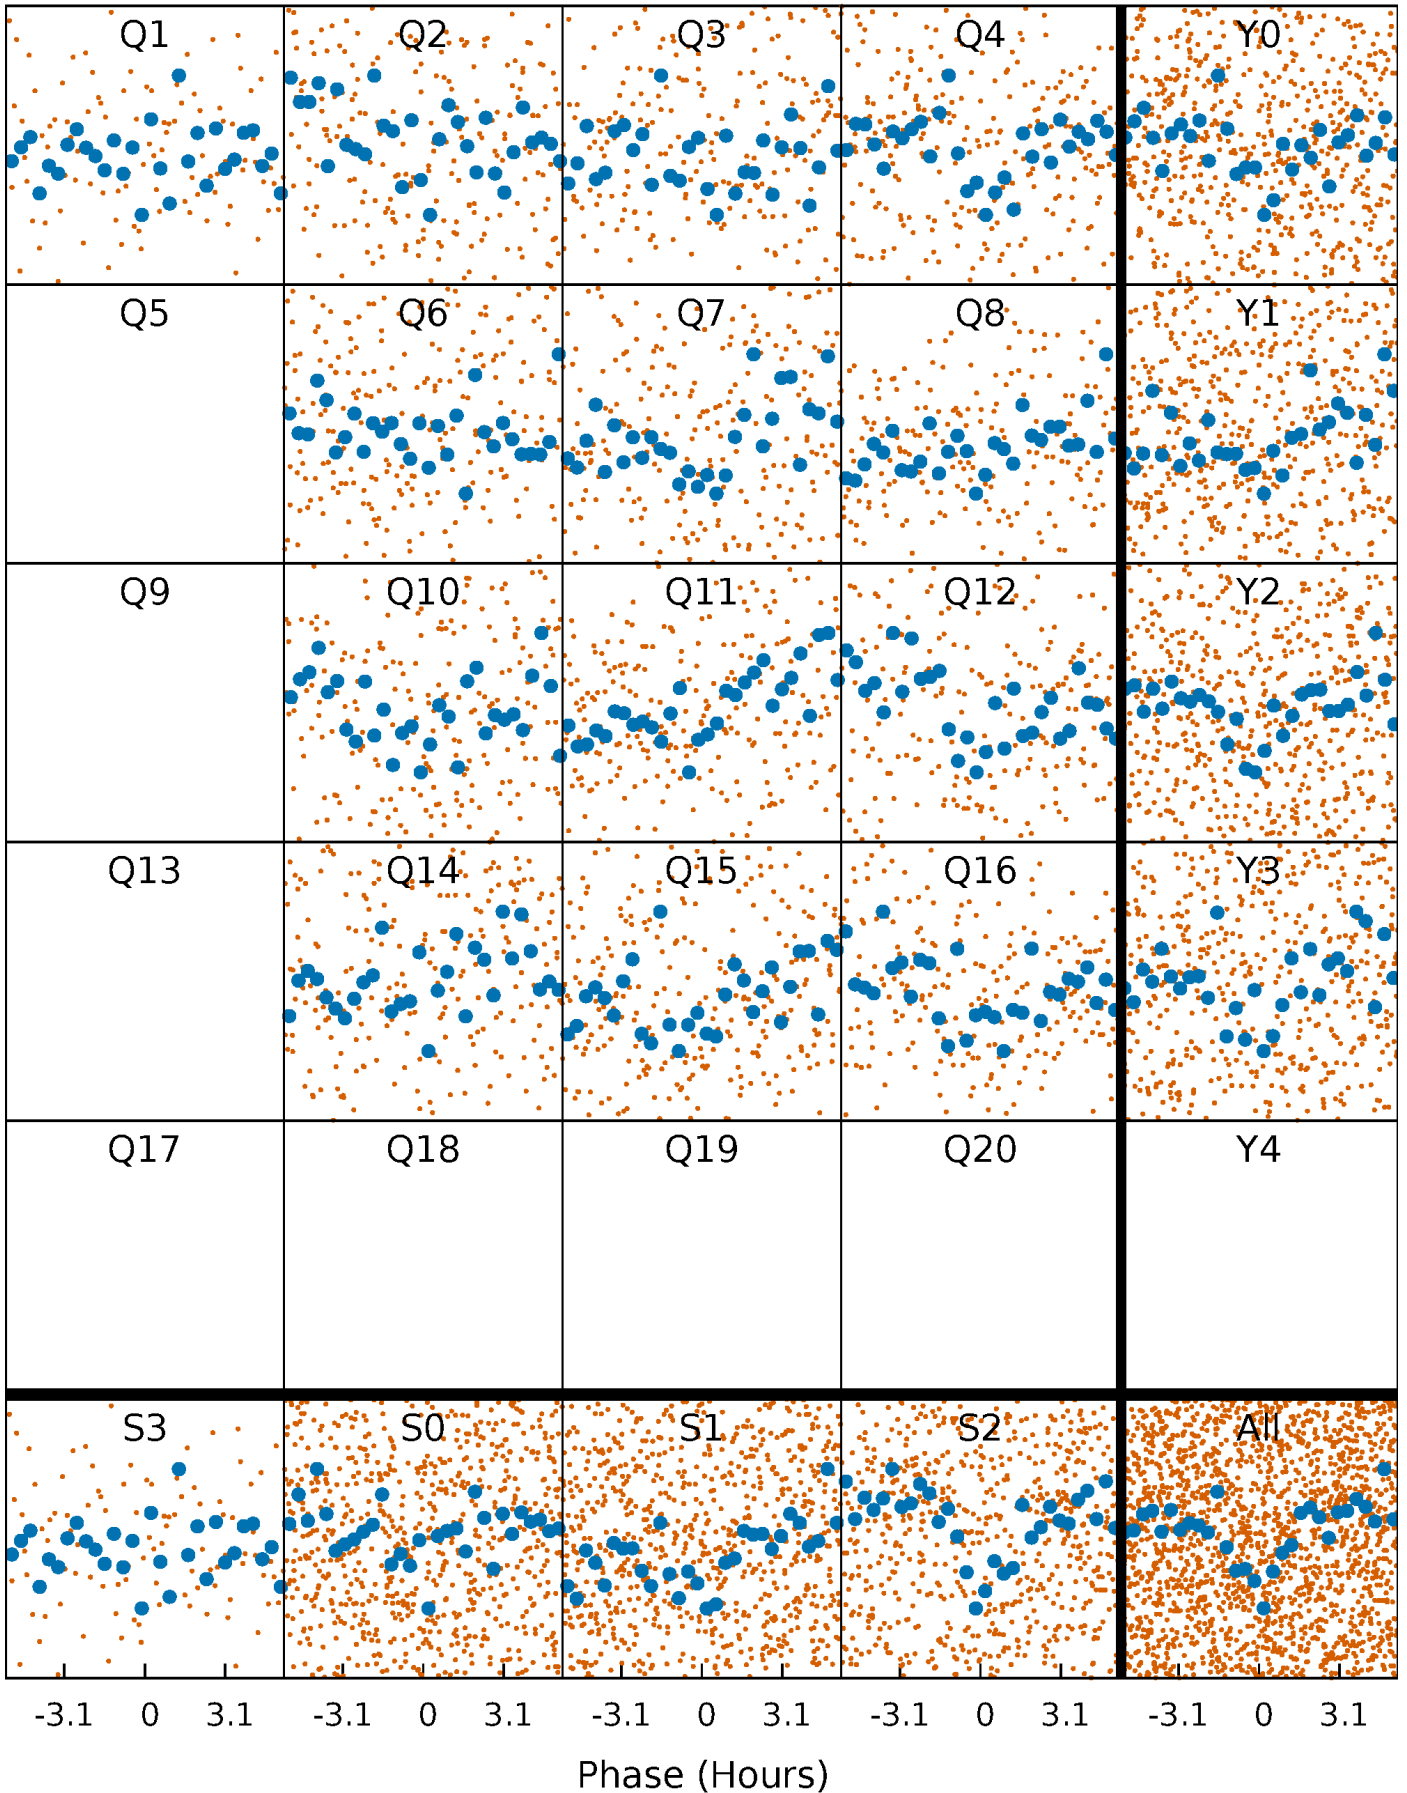 Q1 Q2 Q3 Q4 Y0
Q5 Q6 Q7 Q8 Y1
Q9 Q10 Q11 Q12 Y2
Q13 Q14 Q15 Q16 Y3
Q17 Q18 Q19 Q20 Y4
S3 S0 S1 S2 All
-3.1 0 3.1 -3.1 0 3.1 -3.1 0 3.1 -3.1 0 3.1 -3.1 0 3.1
Phase (Hours)